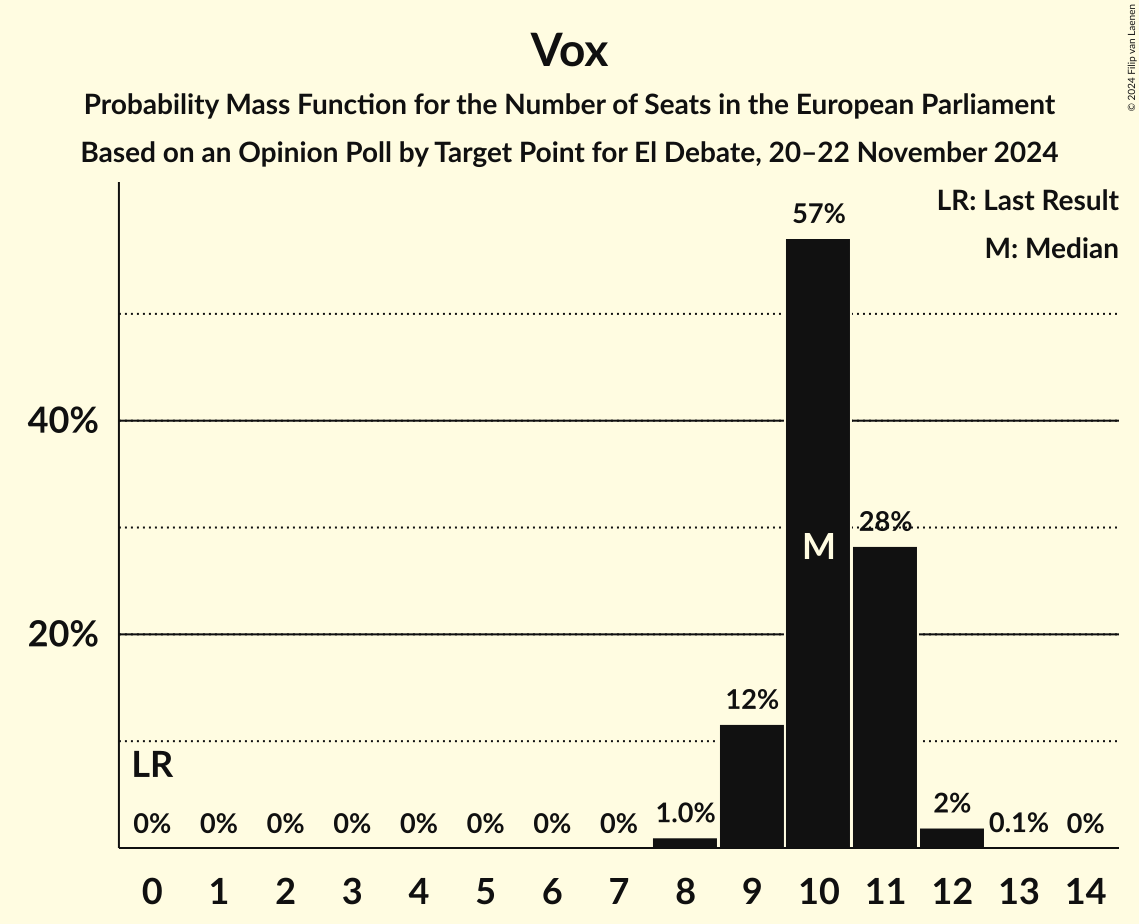 Vox
Probability Mass Function for the Number of Seats in the European Parliament
Based on an Opinion Poll by Target Point for El Debate, 20–22 November 2024
© 2024 Filip van Laenen
LR: Last Result
M: Median
57%
40%
28%
M
20%
12%
LR
0% 0% 0% 0% 0% 0% 0% 0% 1.0% 2% 0.1% 0%
0 1 2 3 4 5 6 7 8 9 10 11 12 13 14